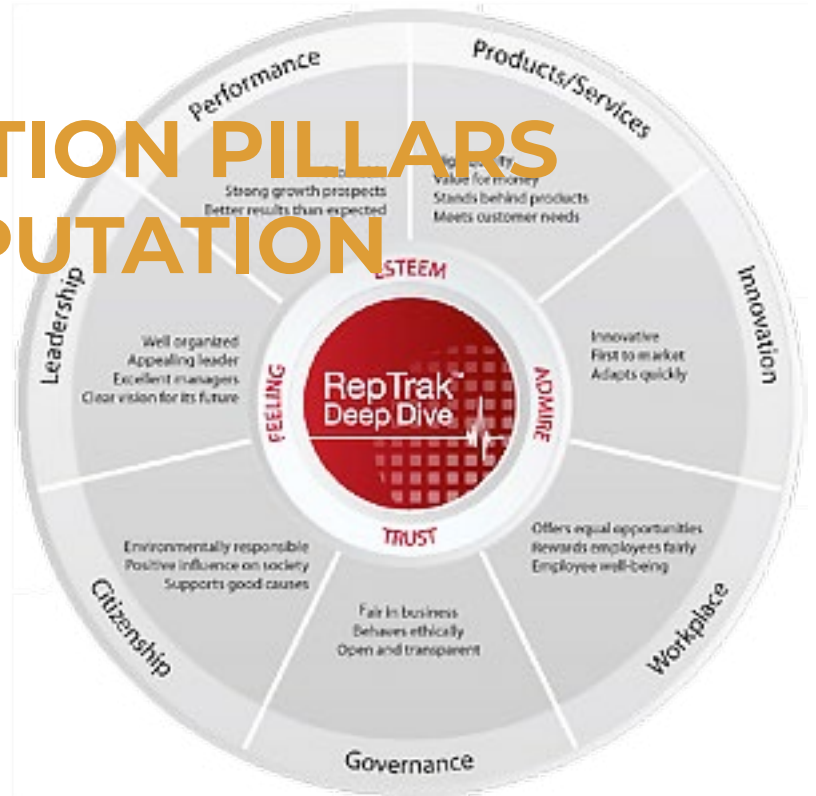 TION PILLARS
PUTATION
Performance
Strong growth prospects
Better results than expected
Products/Services
Value for money
Stands behind products
Meets customer needs
Innovation
Innovative
First to market
Adapts quickly
Workplace
Offers equal opportunities
Rewards employees fairly
Employee well-being
Governance
Fair in business
Behaves ethically
Open and transparent
Citizenship
Environmentally responsible
Positive influence on society
Supports good causes
Leadership
Well organized
Appealing leader
Excellent managers
Clear vision for its future
ESTEEM
ADMIRE
TRUST
FEELING
RepTrak™
Deep Dive